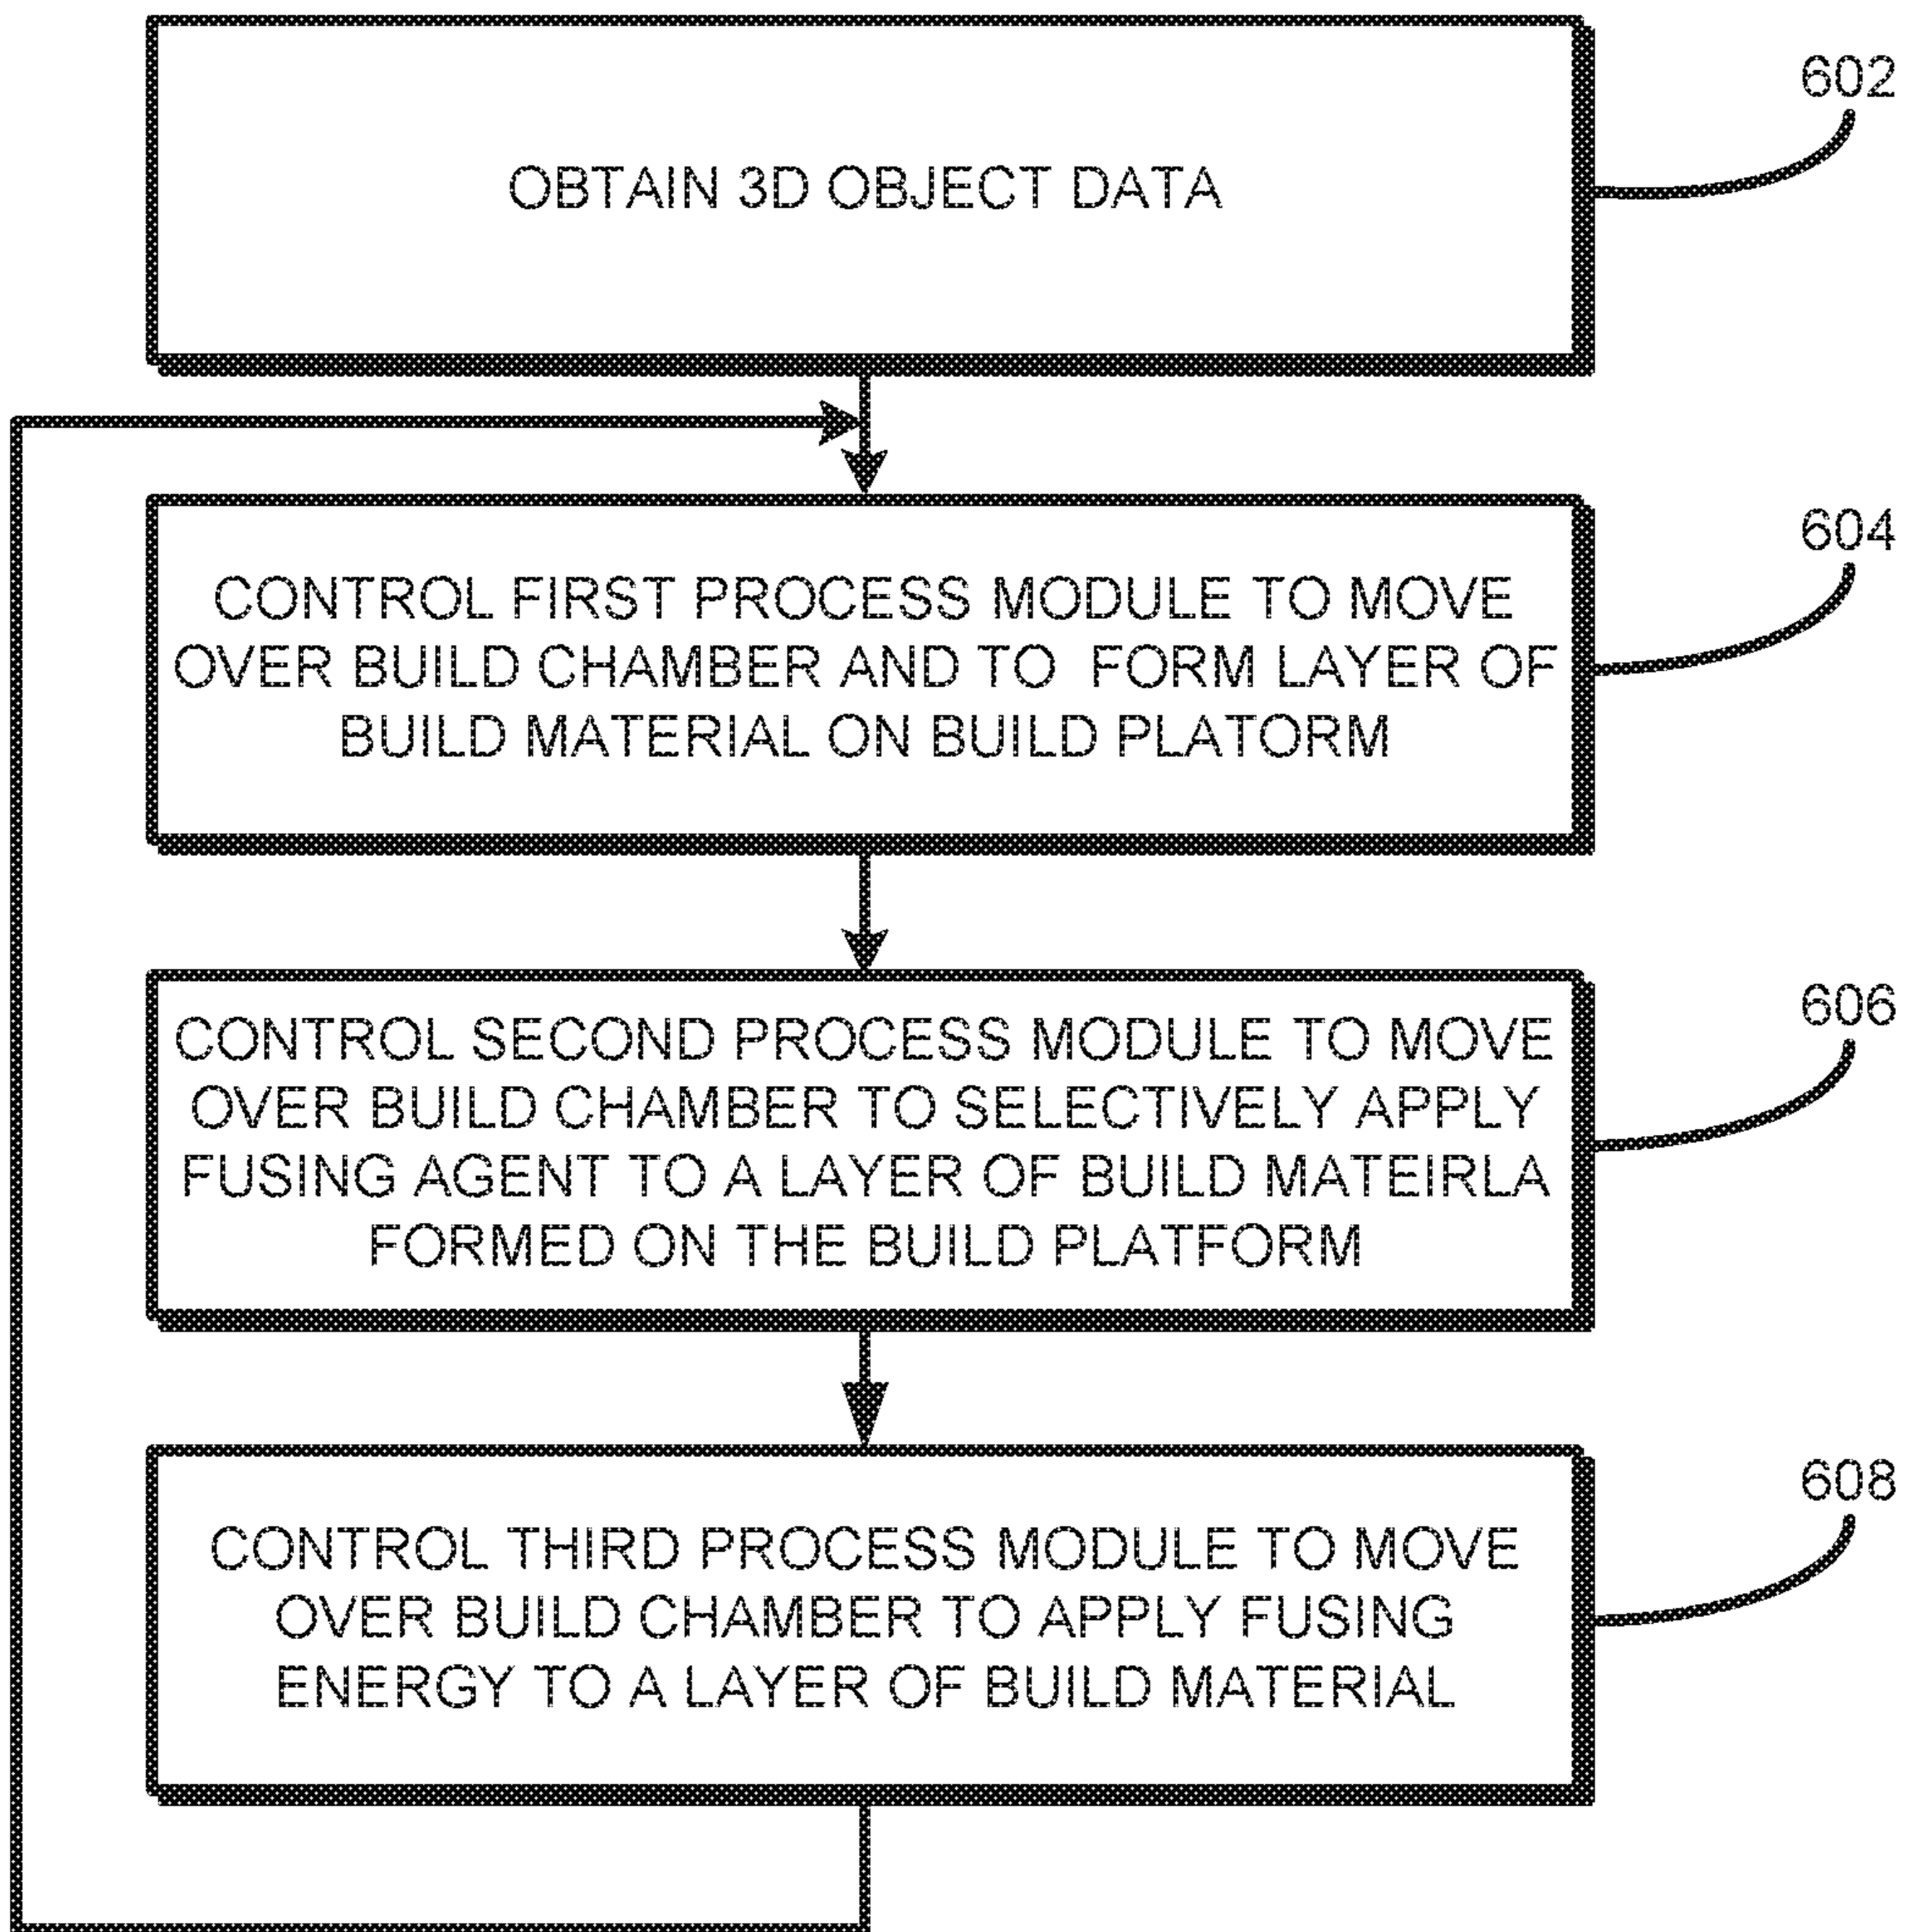 OBTAIN 3D OBJECT DATA
602
CONTROL FIRST PROCESS MODULE TO MOVE
OVER BUILD CHAMBER AND TO  FORM LAYER OF
BUILD MATERIAL ON BUILD PLATORM
604
CONTROL SECOND PROCESS MODULE TO MOVE
OVER BUILD CHAMBER TO SELECTIVELY APPLY
FUSING AGENT TO A LAYER OF BUILD MATEIRLA
FORMED ON THE BUILD PLATFORM
606
CONTROL THIRD PROCESS MODULE TO MOVE
OVER BUILD CHAMBER TO APPLY FUSING
ENERGY TO A LAYER OF BUILD MATERIAL
608